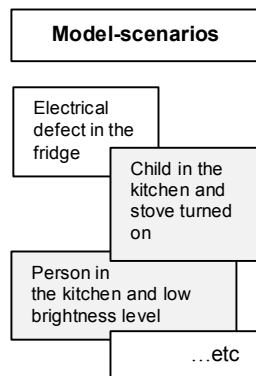 Model-scenarios
Electrical
defect in the
fridge
Child in the
kitchen and
stove turned
on
Person in
the kitchen and low
brightness level
…etc